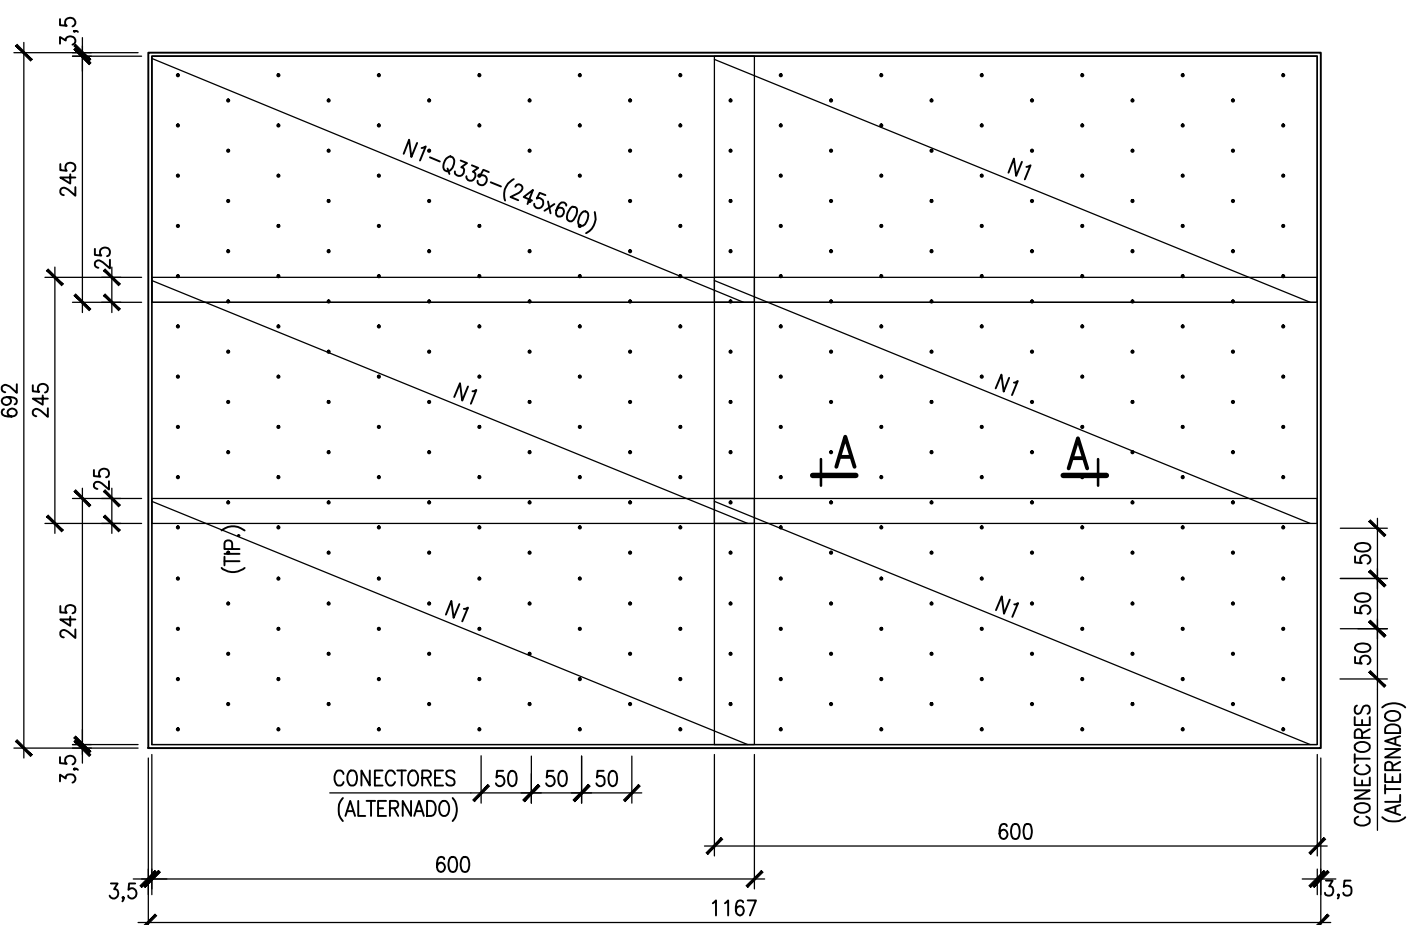 3,5
245
25
245
692
25
245
3,5
N1-Q335-(245x600)
N1
N1
N1
A A
(TIP.)
N1
N1
50
50
50
CONECTORES
(ALTERNADO)
CONECTORES 50 50 50
(ALTERNADO)
600
600
3,5
3,5
1167